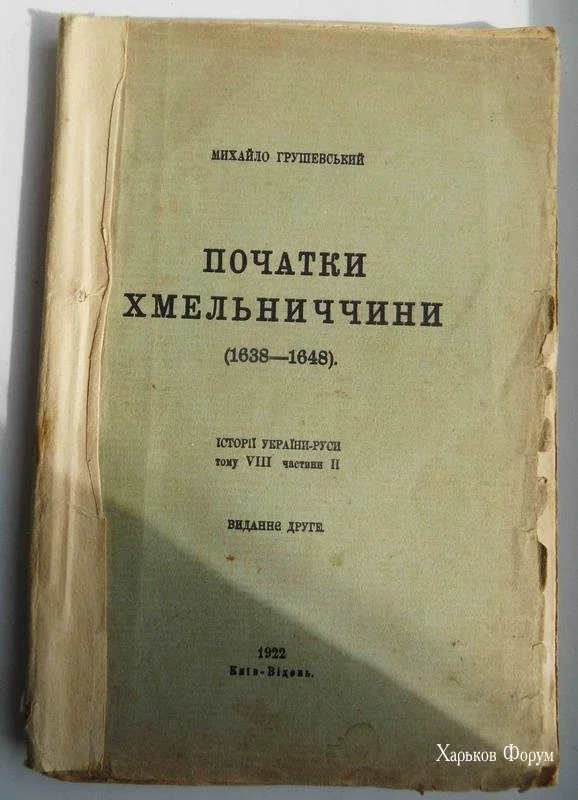 МИХАЙЛО ГРУШЕВСЬКИЙ
ПОЧАТКИ
ХМЕЛЬНИЧЧИНИ
(1638—1648).
ІСТОРІЇ УКРАЇНИ-РУСИ
тому VIII частини II
ВИДАННЄ ДРУГЕ.
1922
Київ-Відень.
Харьков Форум